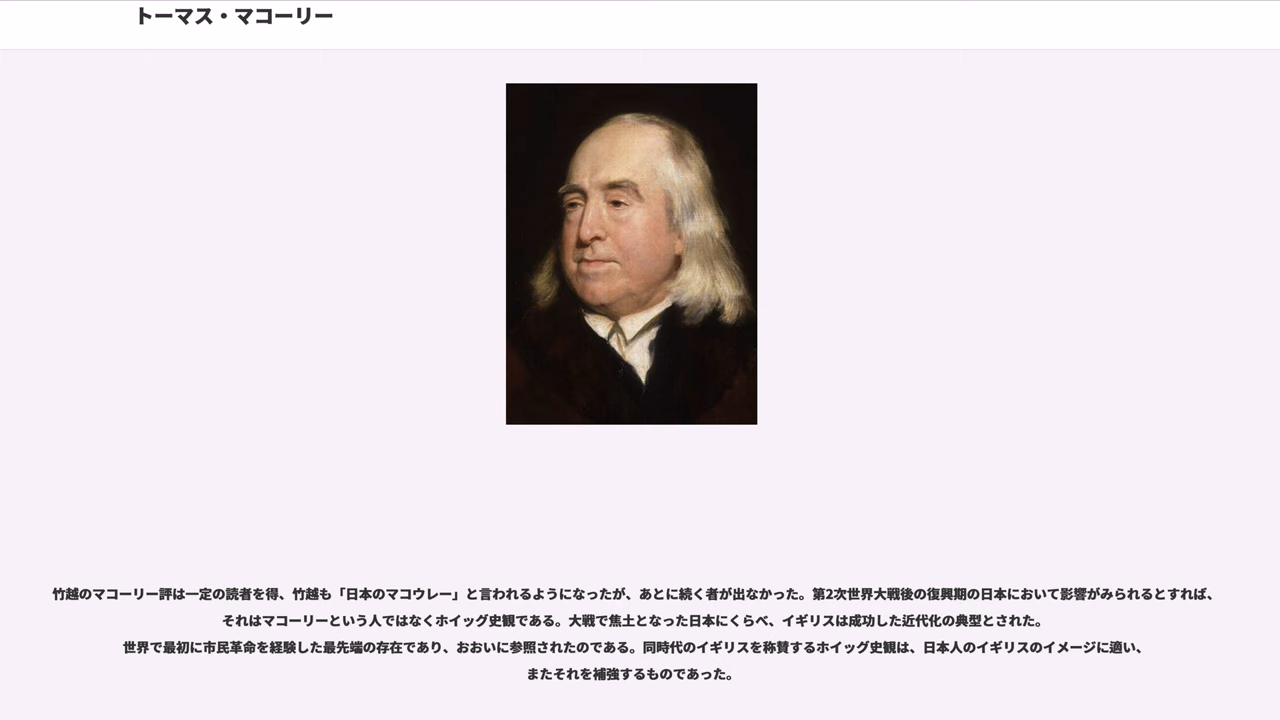 トーマス・マコーリー
竹越のマコーリー評は一定の読者を得、竹越も「日本のマコウレー」と言われるようになったが、あとに続く者が出なかった。第2次世界大戦後の復興期の日本において影響がみられるとすれば、
それはマコーリーという人ではなくホイッグ史観である。大戦で焦土となった日本にくらべ、イギリスは成功した近代化の典型とされた。
世界で最初に市民革命を経験した最先端の存在であり、おおいに参照されたのである。同時代のイギリスを称賛するホイッグ史観は、日本人のイギリスのイメージに適い、
またそれを補強するものであった。